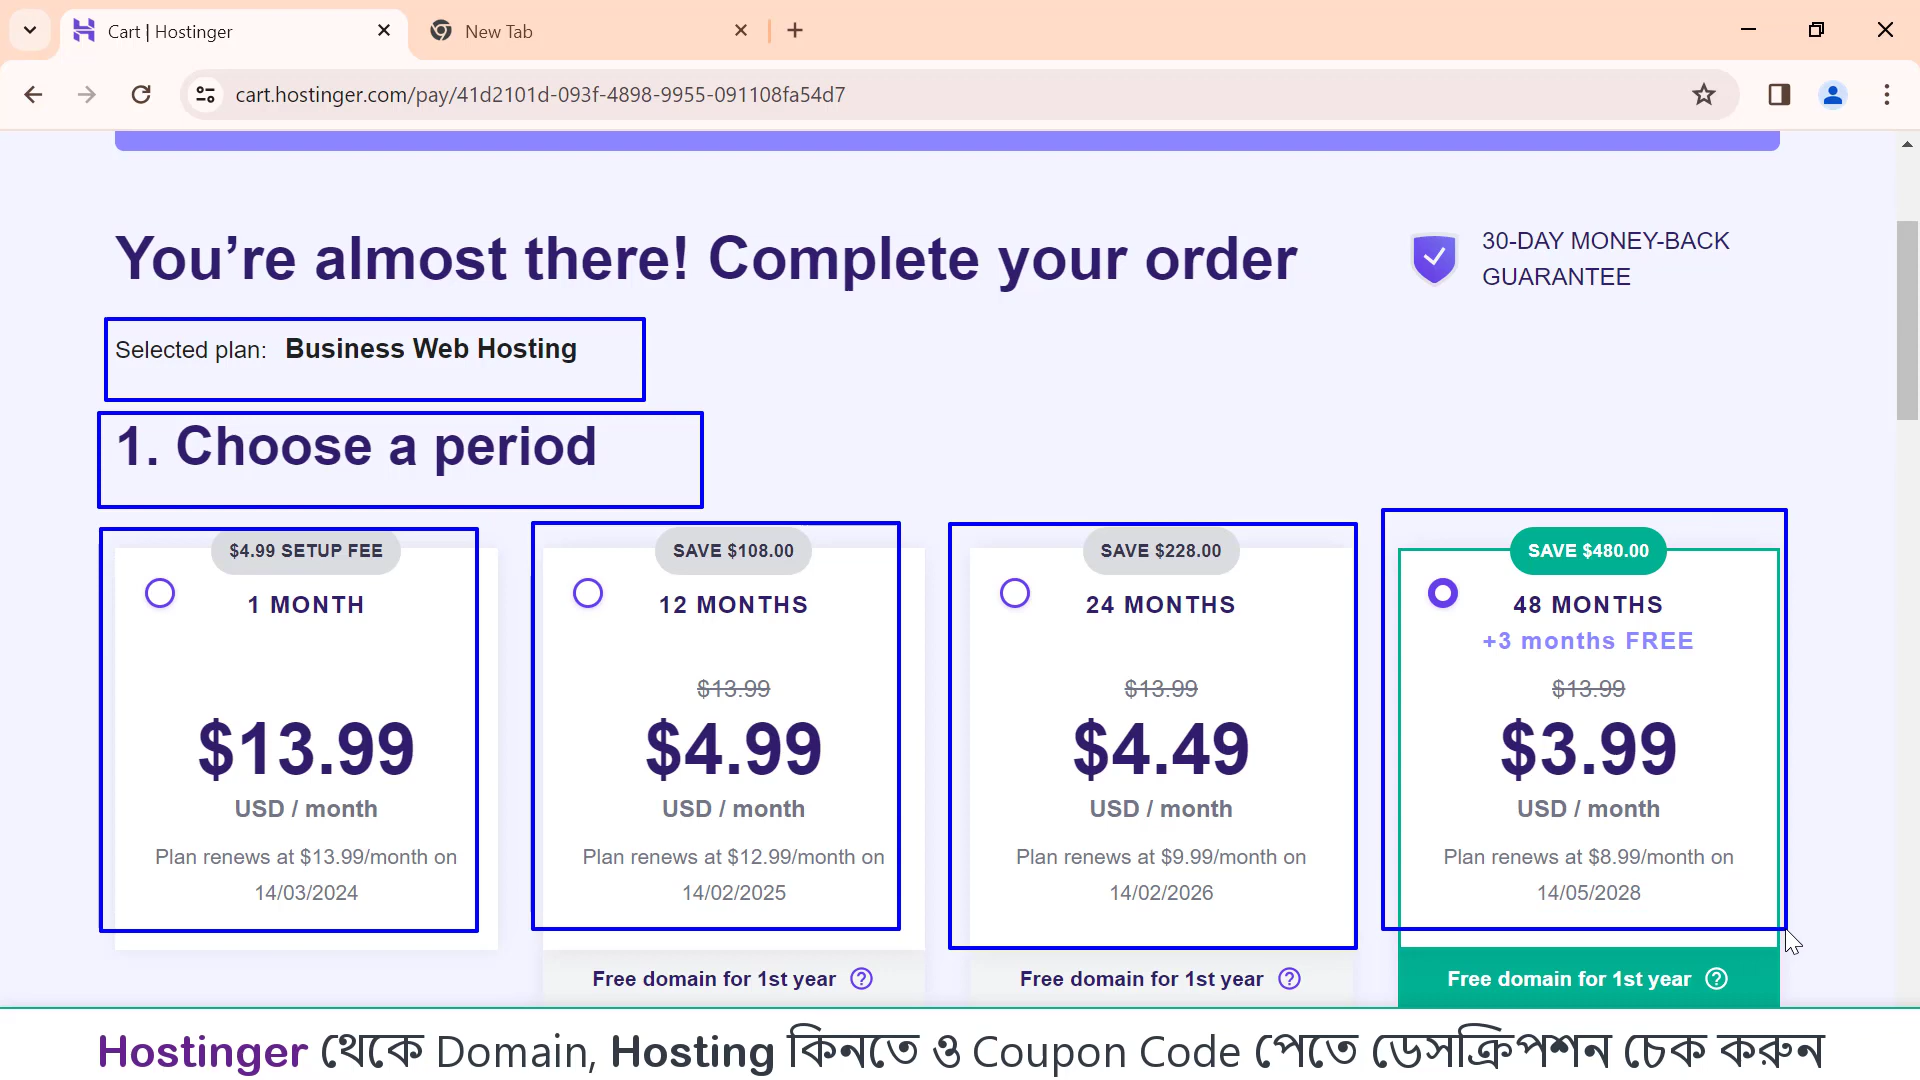 Cart | Hostinger
New Tab
cart.hostinger.com/pay/41d2101d-093f-4898-9955-091108fa54d7
You’re almost there! Complete your order
30-DAY MONEY-BACK
GUARANTEE
Selected plan: Business Web Hosting
1. Choose a period
$4.99 SETUP FEE
1 MONTH
$13.99
USD / month
Plan renews at $13.99/month on
14/03/2024
SAVE $108.00
12 MONTHS
$13.99
$4.99
USD / month
Plan renews at $12.99/month on
14/02/2025
Free domain for 1st year
SAVE $228.00
24 MONTHS
$13.99
$4.49
USD / month
Plan renews at $9.99/month on
14/02/2026
Free domain for 1st year
SAVE $480.00
48 MONTHS
+3 months FREE
$13.99
$3.99
USD / month
Plan renews at $8.99/month on
14/05/2028
Free domain for 1st year
Hostinger থেকে Domain, Hosting কিনতে ও Coupon Code পেতে ডেসক্রিপশন চেক করুন